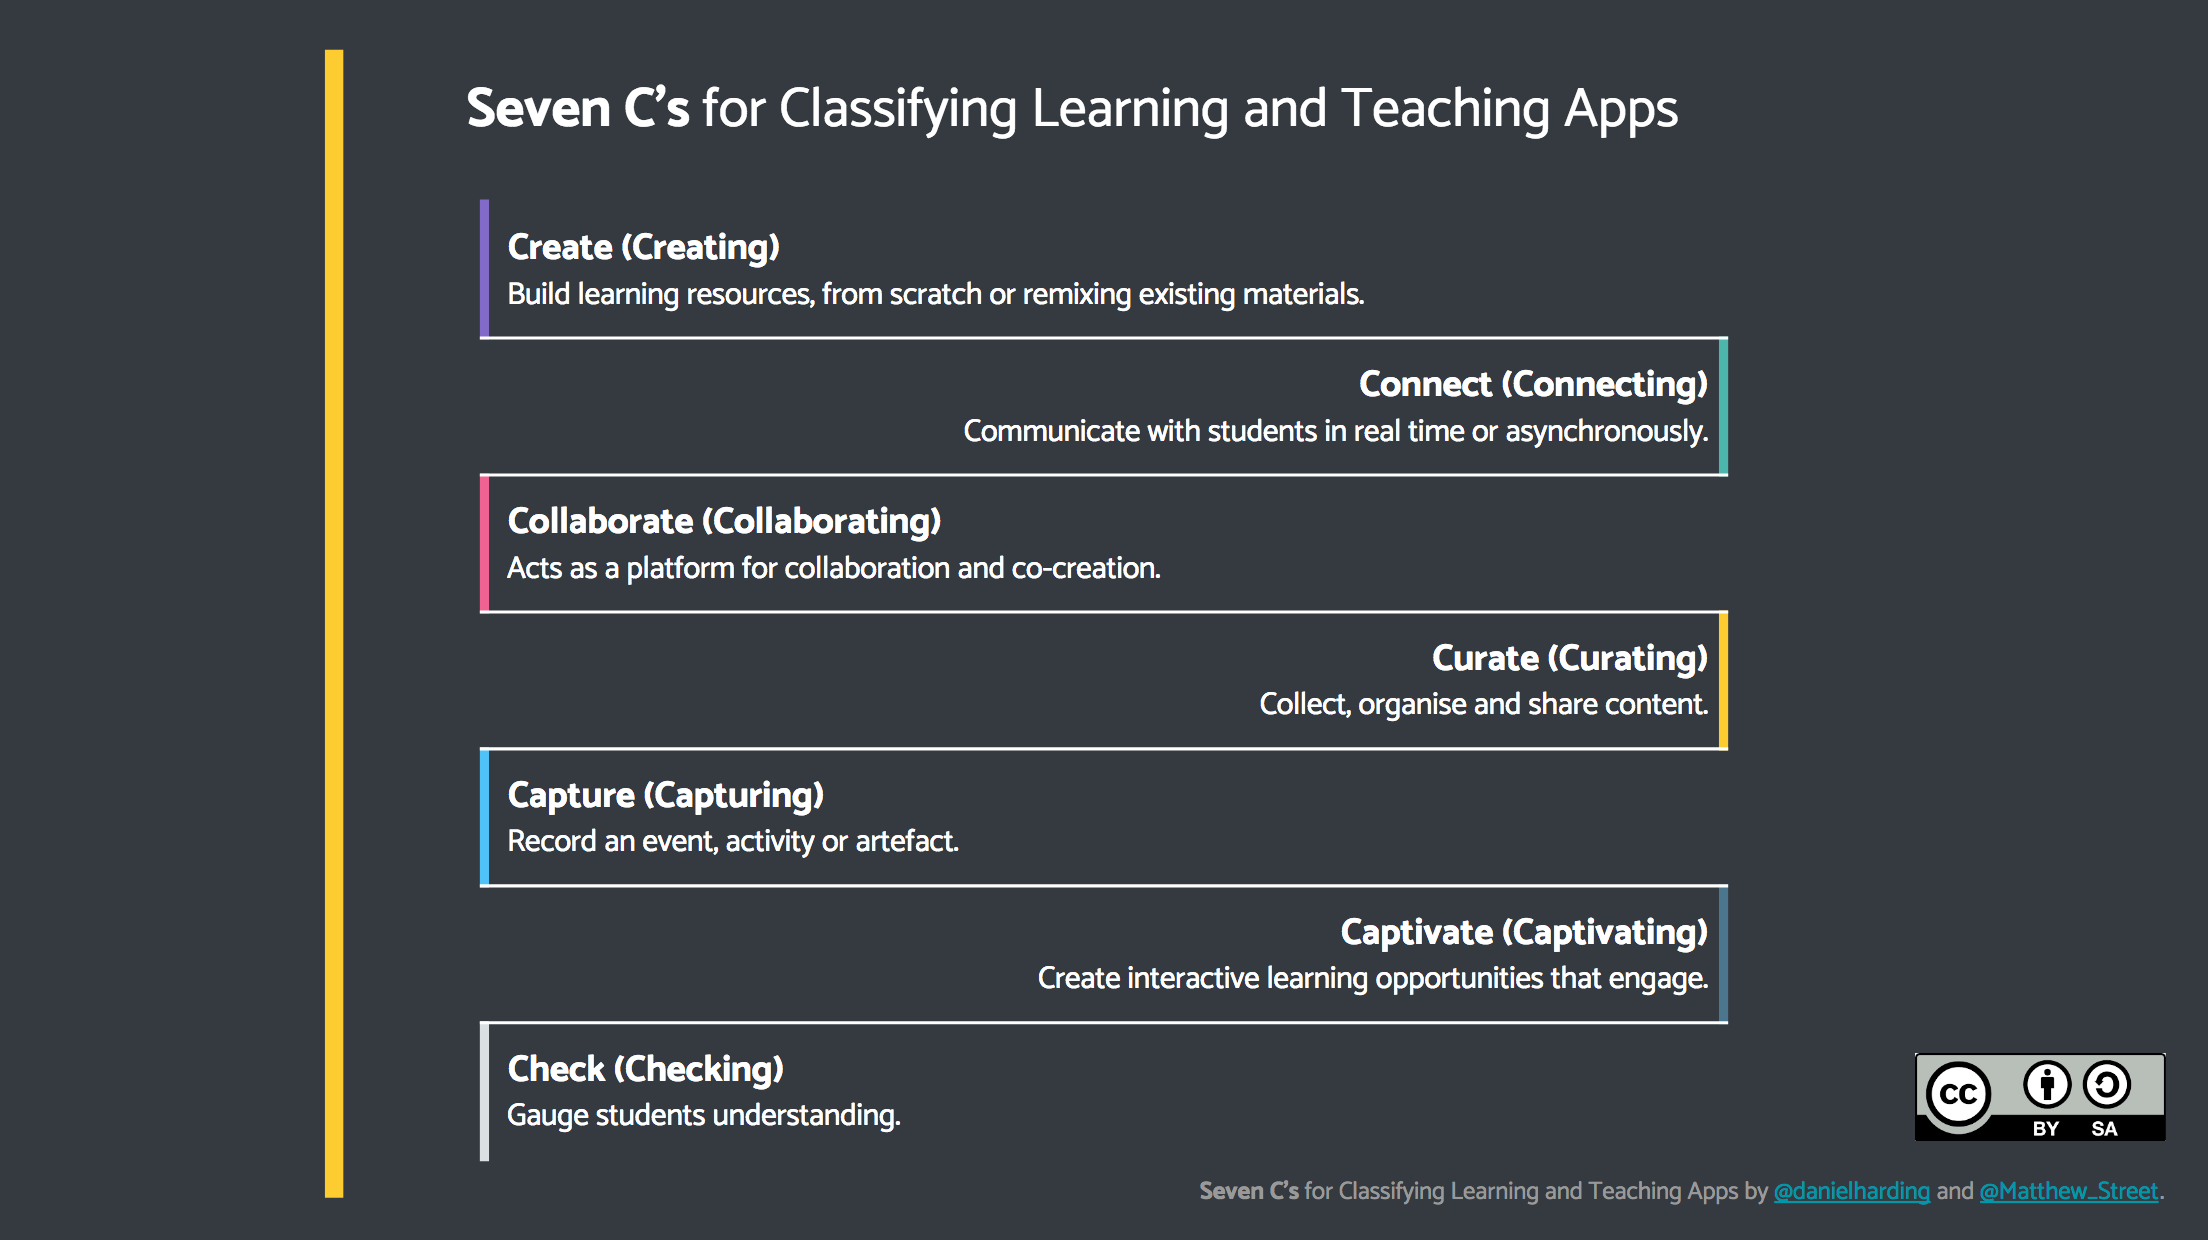 Seven C’s for Classifying Learning and Teaching Apps
Create (Creating)
Build learning resources, from scratch or remixing existing materials.
Connect (Connecting)
Communicate with students in real time or asynchronously.
Collaborate (Collaborating)
Acts as a platform for collaboration and co-creation.
Curate (Curating)
Collect, organise and share content.
Capture (Capturing)
Record an event, activity or artefact.
Captivate (Captivating)
Create interactive learning opportunities that engage.
Check (Checking)
Gauge students understanding.
cc
BY SA
Seven C’s for Classifying Learning and Teaching Apps by @danielharding and @Matthew_Street.